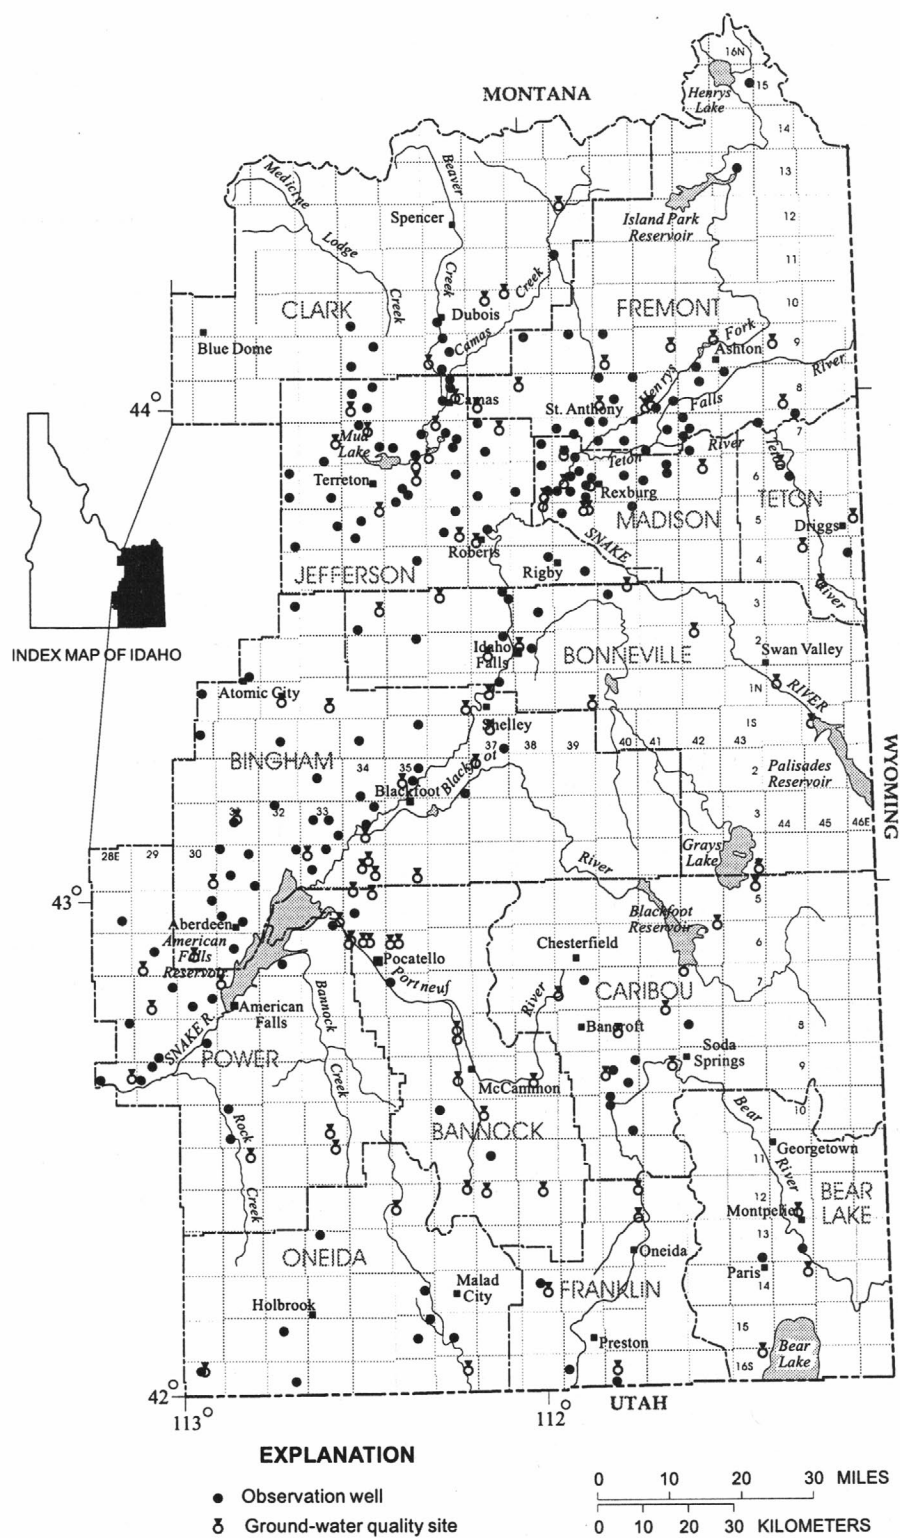 16N
15
Henrys
Lake
MONTANA
14
13
Beaver
Medicine
Spencer
12
Island Park
Reservoir
Lodge
11
Creek
Creek
Creek
10
CLARK
Dubois
FREMONT
Camas
Fork
9
Blue Dome
Ashton
River
Henrys
8
44°
Camas
St. Anthony
Falls
7
Mud
Lake
River
Teton
Teton
6
Terreton
Rexburg
TETON
5
MADISON
Driggs
SNAKE
Roberts
4
Rigby
JEFFERSON
River
3
INDEX MAP OF IDAHO
Idaho
Falls
BONNEVILLE
2
Swan Valley
Atomic City
1N
RIVER
Shelley
1S
37
38
39
40
41
42
43
BINGHAM
34
35
Blackfoot
2
Palisades
Reservoir
WYOMING
Blackfoot
31
32
33
3
44
45
46E
28E
29
30
Grays
Lake
River
43°
5
Aberdeen
American
Falls
Reservoir
Blackfoot
Reservoir
6
Chesterfield
Pocatello
Portneuf
7
CARIBOU
River
American
Falls
Bannock
Bancroft
8
SNAKE R.
POWER
Soda
Springs
9
McCammon
Creek
Bear
10
Rock
BANNOCK
Georgetown
11
River
Creek
12
BEAR
LAKE
Montpelier
13
ONEIDA
Oneida
Paris
14
Malad
City
FRANKLIN
Holbrook
15
Preston
Bear
Lake
16S
42°
113°
112°
UTAH
EXPLANATION
Observation well
Ground-water quality site
0 10 20 30 MILES
0 10 20 30 KILOMETERS